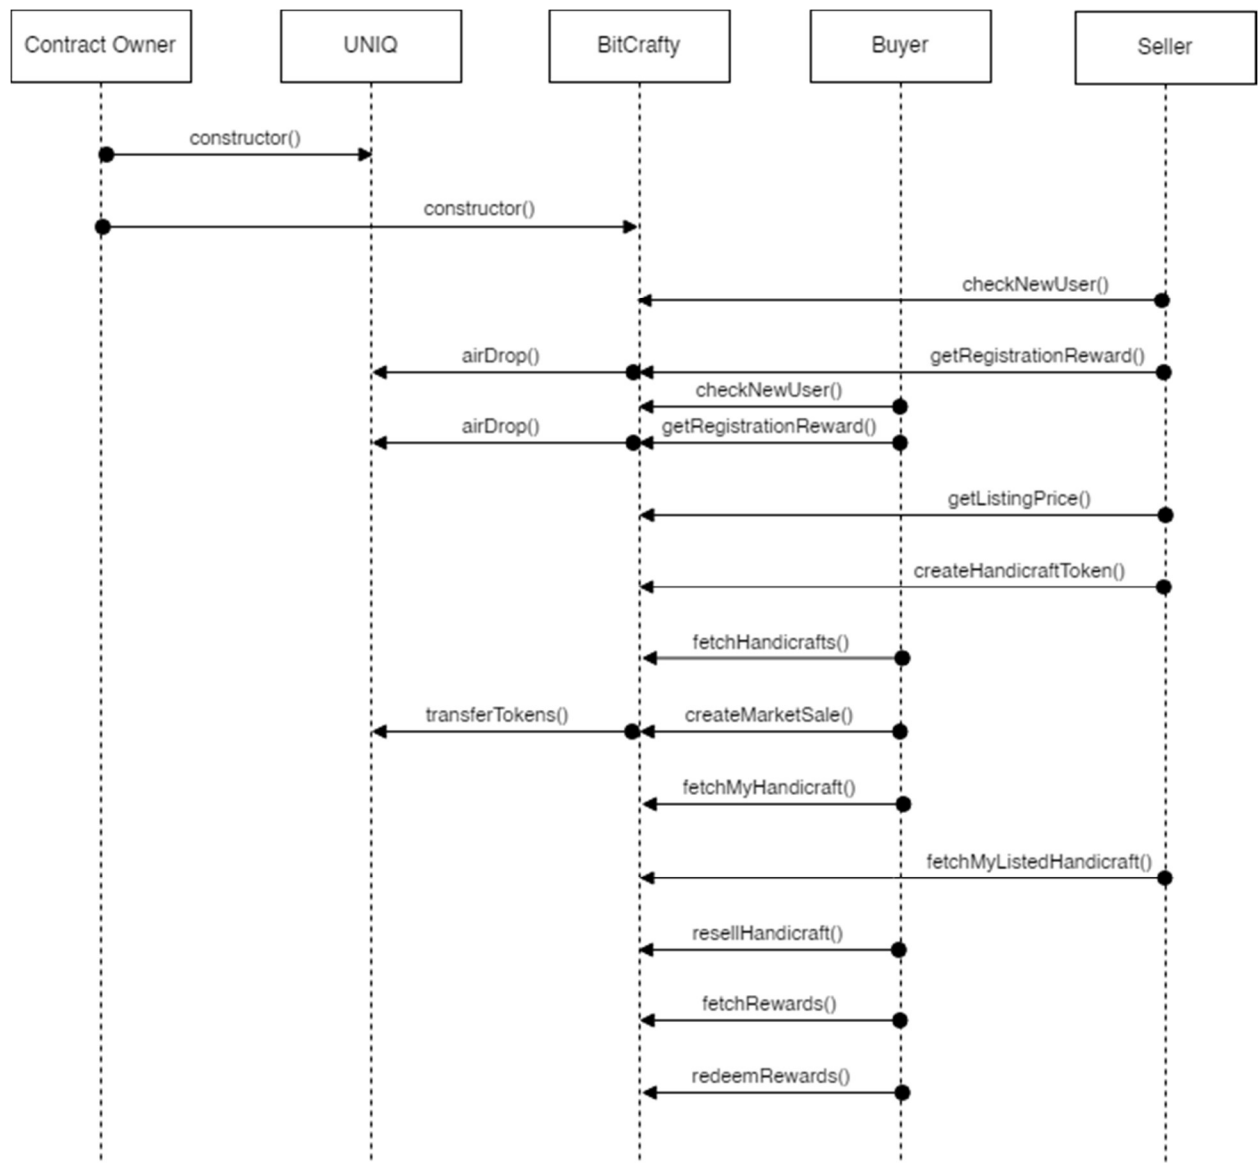 Contract Owner
UNIQ
BitCrafty
Buyer
Seller
constructor()
constructor()
checkNewUser()
airDrop()
getRegistrationReward()
checkNewUser()
airDrop()
getRegistrationReward()
getListingPrice()
createHandicraftToken()
fetchHandicrafts()
transferTokens()
createMarketSale()
fetchMyHandicraft()
fetchMyListedHandicraft()
resellHandicraft()
fetchRewards()
redeemRewards()